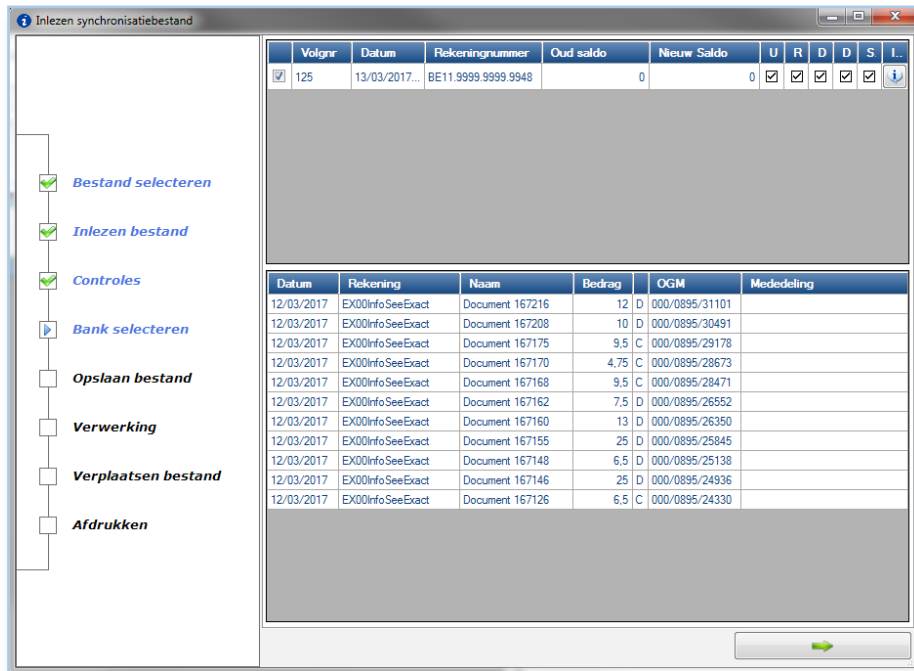 Inlezen synchronisatiebestand
Volgnr Datum Rekeningnummer Oud saldo Nieuw Saldo U R D D S I..
125 13/03/2017... BE11.9999.9999.9948 0 0
Bestand selecteren
Inlezen bestand
Controles
Bank selecteren
Opslaan bestand
Verwerking
Verplaatsen bestand
Afdrukken
Datum Rekening Naam Bedrag OGM Mededeling
12/03/2017 EX00InfoSeeExact Document 167216 12 D 000/0895/31101
12/03/2017 EX00InfoSeeExact Document 167208 10 D 000/0895/30491
12/03/2017 EX00InfoSeeExact Document 167175 9,5 C 000/0895/29178
12/03/2017 EX00InfoSeeExact Document 167170 4,75 C 000/0895/28673
12/03/2017 EX00InfoSeeExact Document 167168 9,5 C 000/0895/28471
12/03/2017 EX00InfoSeeExact Document 167162 7,5 D 000/0895/26552
12/03/2017 EX00InfoSeeExact Document 167160 13 D 000/0895/26350
12/03/2017 EX00InfoSeeExact Document 167155 25 D 000/0895/25845
12/03/2017 EX00InfoSeeExact Document 167148 6,5 D 000/0895/25138
12/03/2017 EX00InfoSeeExact Document 167146 25 D 000/0895/24936
12/03/2017 EX00InfoSeeExact Document 167126 6,5 C 000/0895/24330